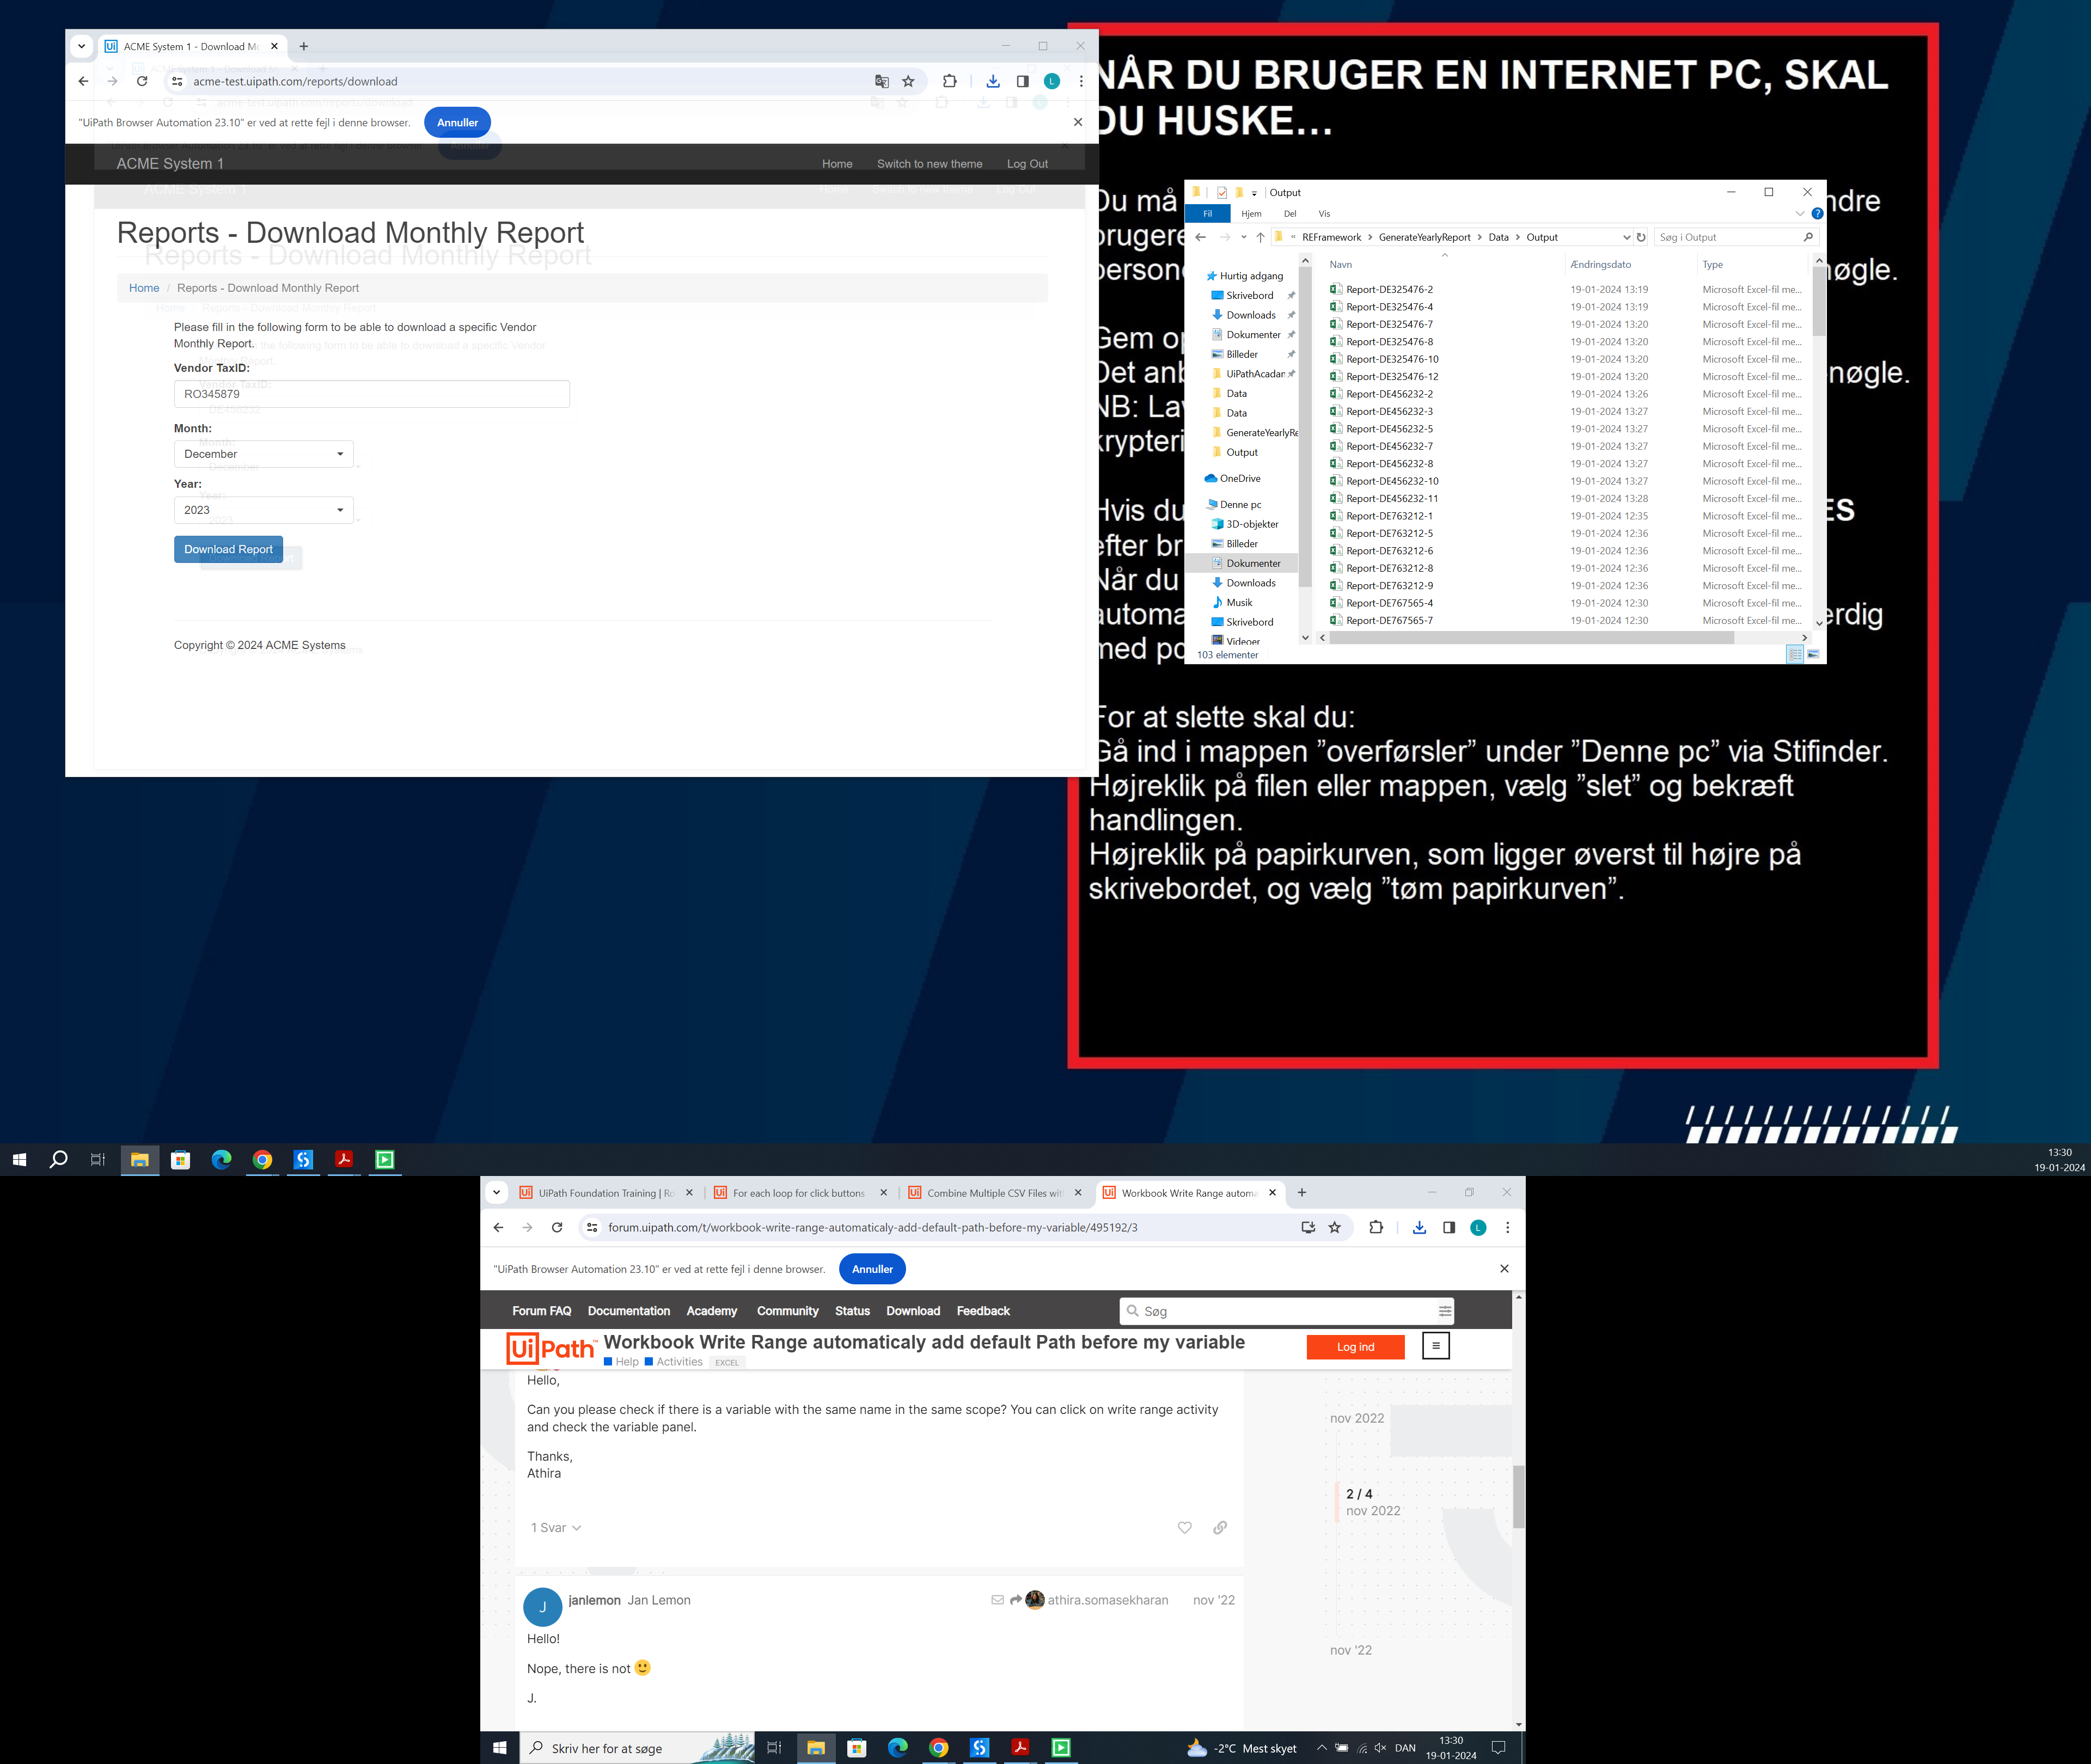 ACME System 1 - Download Mo
acme-test.uipath.com/reports/download
"UiPath Browser Automation 23.10" er ved at rette fejl i denne browser.
Annuller
ACME System 1
Home
Switch to new theme
Log Out
Reports - Download Monthly Report
Home / Reports - Download Monthly Report
Please fill in the following form to be able to download a specific Vendor
Monthly Report.
Vendor TaxID:
RO345879
Month:
December
Year:
2023
Download Report
Copyright © 2024 ACME Systems
NÅR DU BRUGER EN INTERNET PC, SKAL
DU HUSKE...
Du må
brugere
Gem
nøgle.
Det
nøgle.
NB:
Hvis du
efter
Når du
med
For at slette skal du:
Gå ind i mappen ”overførsler” under ”Denne pc” via Stifinder.
Højreklik på filen eller mappen, vælg ”slet” og bekræft
handlingen.
Højreklik på papirkurven, som ligger øverst til højre på
skrivebordet, og vælg ”tøm papirkurven”.
Output
Fil
Hjem
Del
Vis
« REFramework > GenerateYearlyReport > Data > Output
Søg i Output
Hurtig adgang
Skrivebord
Downloads
Dokumenter
Billeder
UiPathAcadan
Data
Data
GenerateYearlyRe
Output
OneDrive
Denne pc
3D-objekter
Billeder
Dokumenter
Downloads
Musik
Skrivebord
Videoer
Navn Ændringsdato Type
Report-DE325476-2 19-01-2024 13:19 Microsoft Excel-fil me...
Report-DE325476-4 19-01-2024 13:19 Microsoft Excel-fil me...
Report-DE325476-7 19-01-2024 13:20 Microsoft Excel-fil me...
Report-DE325476-8 19-01-2024 13:20 Microsoft Excel-fil me...
Report-DE325476-10 19-01-2024 13:20 Microsoft Excel-fil me...
Report-DE325476-12 19-01-2024 13:20 Microsoft Excel-fil me...
Report-DE456232-2 19-01-2024 13:26 Microsoft Excel-fil me...
Report-DE456232-3 19-01-2024 13:27 Microsoft Excel-fil me...
Report-DE456232-5 19-01-2024 13:27 Microsoft Excel-fil me...
Report-DE456232-7 19-01-2024 13:27 Microsoft Excel-fil me...
Report-DE456232-8 19-01-2024 13:27 Microsoft Excel-fil me...
Report-DE456232-10 19-01-2024 13:27 Microsoft Excel-fil me...
Report-DE456232-11 19-01-2024 13:28 Microsoft Excel-fil me...
Report-DE763212-1 19-01-2024 12:35 Microsoft Excel-fil me...
Report-DE763212-5 19-01-2024 12:36 Microsoft Excel-fil me...
Report-DE763212-6 19-01-2024 12:36 Microsoft Excel-fil me...
Report-DE763212-8 19-01-2024 12:36 Microsoft Excel-fil me...
Report-DE763212-9 19-01-2024 12:36 Microsoft Excel-fil me...
Report-DE767565-4 19-01-2024 12:30 Microsoft Excel-fil me...
Report-DE767565-7 19-01-2024 12:30 Microsoft Excel-fil me...
103 elementer
13:30
19-01-2024
UiPath Foundation Training | Ro
For each loop for click buttons
Combine Multiple CSV Files wit
Workbook Write Range automa
forum.uipath.com/t/workbook-write-range-automaticaly-add-default-path-before-my-variable/495192/3
"UiPath Browser Automation 23.10" er ved at rette fejl i denne browser.
Annuller
Forum FAQ
Documentation
Academy
Community
Status
Download
Feedback
Søg
UiPath™
Workbook Write Range automaticaly add default Path before my variable
Help
Activities
EXCEL
Log ind
Hello,
Can you please check if there is a variable with the same name in the same scope? You can click on write range activity
and check the variable panel.
Thanks,
Athira
1 Svar
nov 2022
2 / 4
nov 2022
nov '22
J
janlemon Jan Lemon
athira.somasekharan
nov '22
Hello!
Nope, there is not
J.
Skriv her for at søge
-2°C Mest skyet
DAN
13:30
19-01-2024